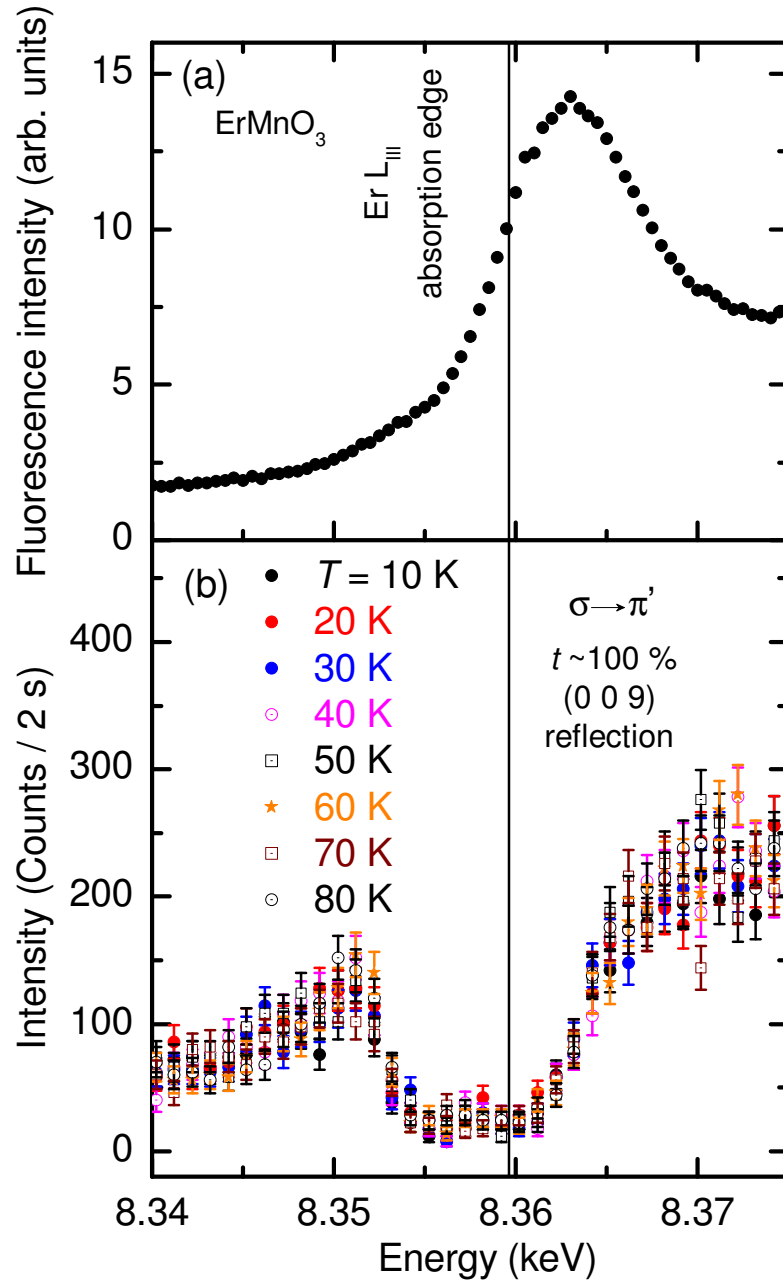 (a)
ErMnO₃
Er L_III
absorption edge
Fluorescence intensity (arb. units)
15
10
5
0
(b)
T = 10 K
20 K
30 K
40 K
50 K
60 K
70 K
80 K
σ→π’
t ~100 %
(0 0 9)
reflection
Intensity (Counts / 2 s)
400
300
200
100
0
8.34 8.35 8.36 8.37
Energy (keV)